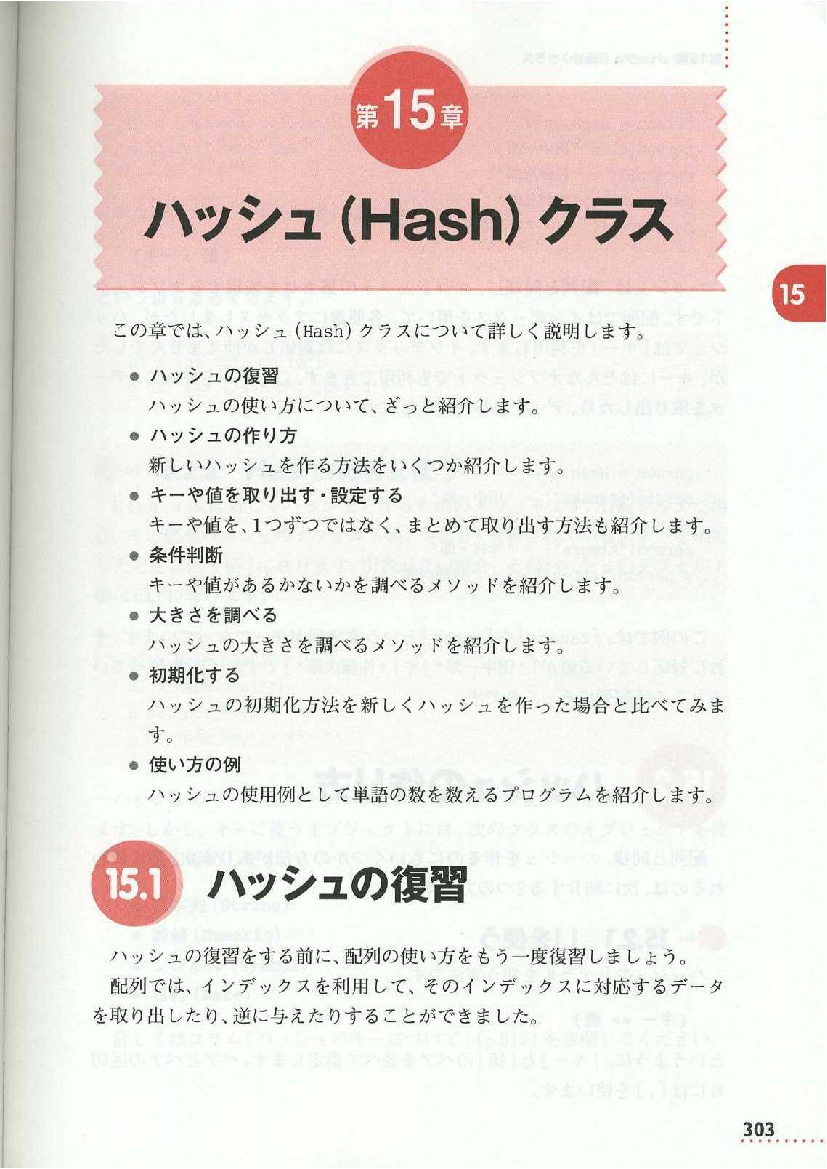 第15章
ハッシュ(Hash)クラス
15
この章では、ハッシュ(Hash)クラスについて詳しく説明します。
● ハッシュの復習
ハッシュの使い方について、ざっと紹介します。
● ハッシュの作り方
新しいハッシュを作る方法をいくつか紹介します。
● キーや値を取り出す・設定する
キーや値を、1つずつではなく、まとめて取り出す方法も紹介します。
● 条件判断
キーや値があるかないかを調べるメソッドを紹介します。
● 大きさを調べる
ハッシュの大きさを調べるメソッドを紹介します。
● 初期化する
ハッシュの初期化方法を新しくハッシュを作った場合と比べてみま
す。
● 使い方の例
ハッシュの使用例として単語の数を数えるプログラムを紹介します。
15.1 ハッシュの復習
ハッシュの復習をする前に、配列の使い方をもう一度復習しましょう。
配列では、インデックスを利用して、そのインデックスに対応するデータ
を取り出したり、逆に与えたりすることができました。
303